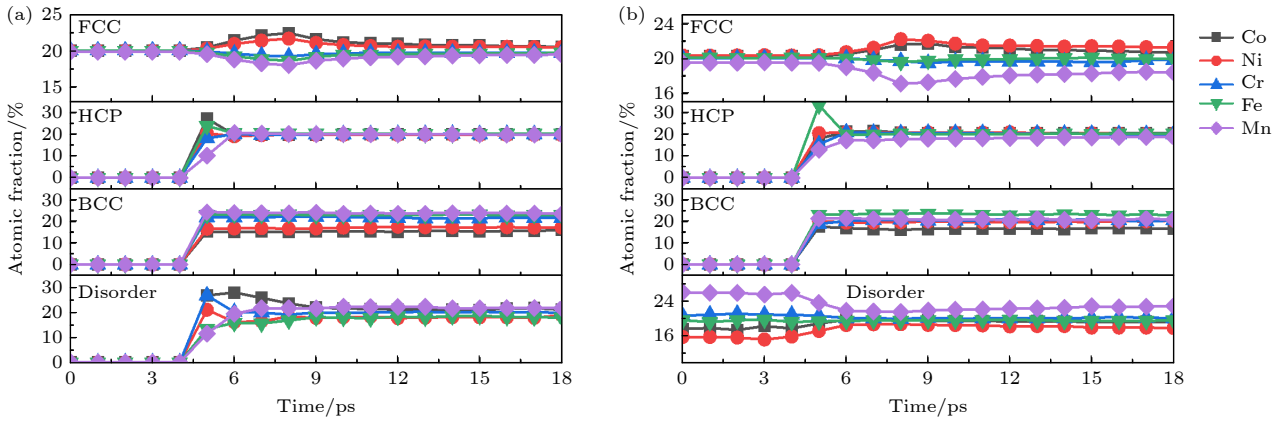 (a)
Atomic fraction/%
FCC
25
20
15
HCP
30
20
10
0
BCC
30
20
10
0
Disorder
30
20
10
0
0 3 6 9 12 15 18
Time/ps
(b)
Atomic fraction/%
FCC
24
20
16
HCP
30
20
10
0
BCC
30
20
10
0
Disorder
24
16
0 3 6 9 12 15 18
Time/ps
Co
Ni
Cr
Fe
Mn